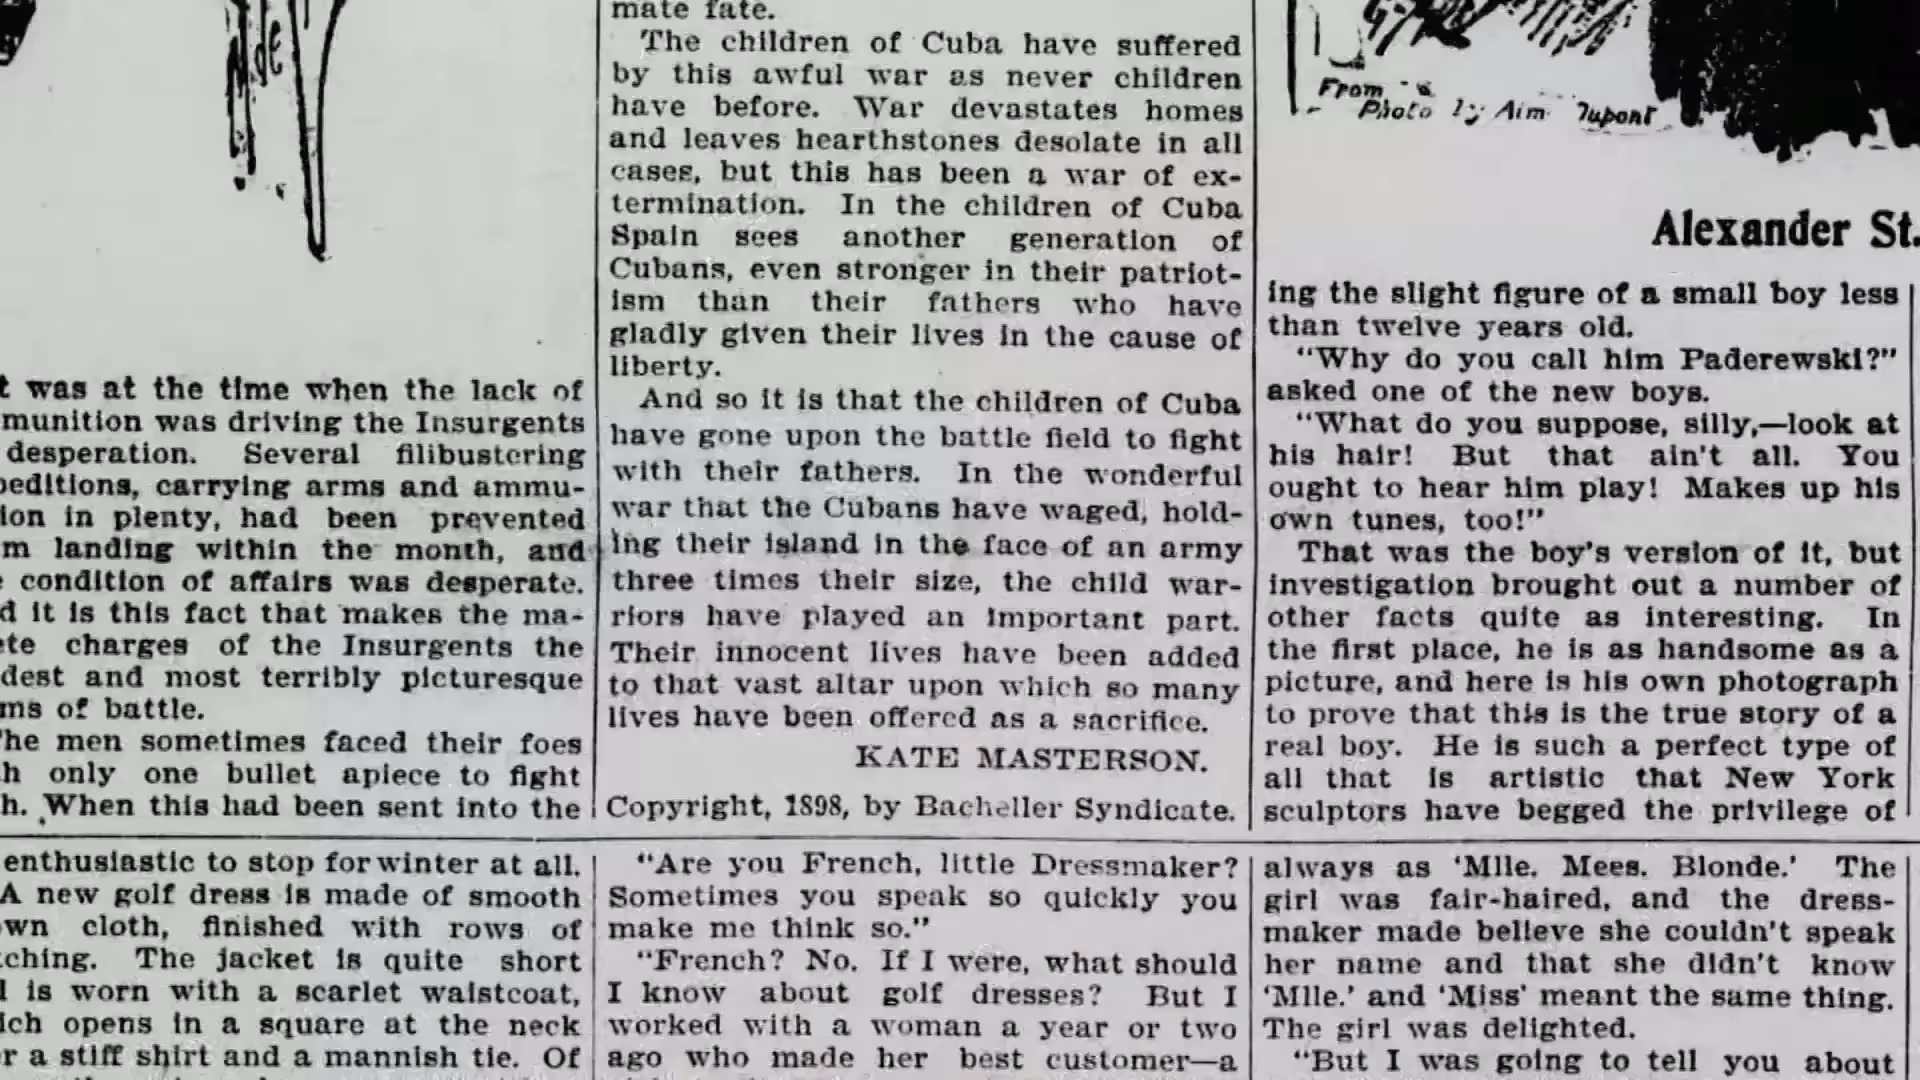 t was at the time when the lack of
munition was driving the Insurgents
desperation. Several filibustering
peditions, carrying arms and ammu-
ion in plenty, had been prevented
m landing within the month, and
condition of affairs was desperate.
d it is this fact that makes the ma-
ete charges of the Insurgents the
dest and most terribly picturesque
ms of battle.
he men sometimes faced their foes
h only one bullet apiece to fight
h. When this had been sent into the
mate fate.
The children of Cuba have suffered
by this awful war as never children
have before. War devastates homes
and leaves hearthstones desolate in all
cases, but this has been a war of ex-
termination. In the children of Cuba
Spain sees another generation of
Cubans, even stronger in their patriot-
ism than their fathers who have
gladly given their lives in the cause of
liberty.
And so it is that the children of Cuba
have gone upon the battle field to fight
with their fathers. In the wonderful
war that the Cubans have waged, hold-
ing their island in the face of an army
three times their size, the child war-
riors have played an important part.
Their innocent lives have been added
to that vast altar upon which so many
lives have been offered as a sacrifice.
KATE MASTERSON.
Copyright, 1898, by Bacheller Syndicate.
From a
Photo by Aim Dupont
Alexander St.
ing the slight figure of a small boy less
than twelve years old.
"Why do you call him Paderewski?"
asked one of the new boys.
"What do you suppose, silly,—look at
his hair! But that ain't all. You
ought to hear him play! Makes up his
own tunes, too!"
That was the boy's version of it, but
investigation brought out a number of
other facts quite as interesting. In
the first place, he is as handsome as a
picture, and here is his own photograph
to prove that this is the true story of a
real boy. He is such a perfect type of
all that is artistic that New York
sculptors have begged the privilege of
enthusiastic to stop for winter at all.
A new golf dress is made of smooth
own cloth, finished with rows of
ching. The jacket is quite short
l is worn with a scarlet waistcoat,
ich opens in a square at the neck
r a stiff shirt and a mannish tie. Of
"Are you French, little Dressmaker?
Sometimes you speak so quickly you
make me think so."
"French? No. If I were, what should
I know about golf dresses? But I
worked with a woman a year or two
ago who made her best customer—a
always as 'Mlle. Mees. Blonde.' The
girl was fair-haired, and the dress-
maker made believe she couldn't speak
her name and that she didn't know
'Mlle.' and 'Miss' meant the same thing.
The girl was delighted.
"But I was going to tell you about